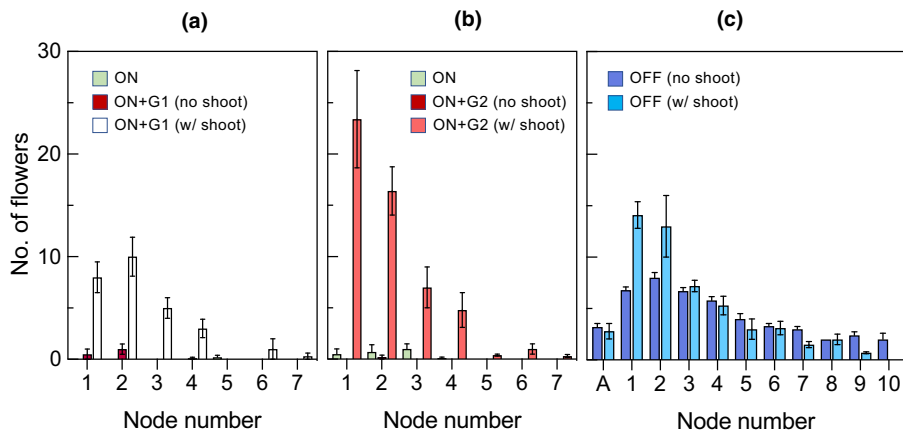 (a)
(b)
(c)
No. of flowers
30
20
10
0
ON
ON+G1 (no shoot)
ON+G1 (w/ shoot)
ON
ON+G2 (no shoot)
ON+G2 (w/ shoot)
OFF (no shoot)
OFF (w/ shoot)
1 2 3 4 5 6 7
1 2 3 4 5 6 7
A 1 2 3 4 5 6 7 8 9 10
Node number
Node number
Node number